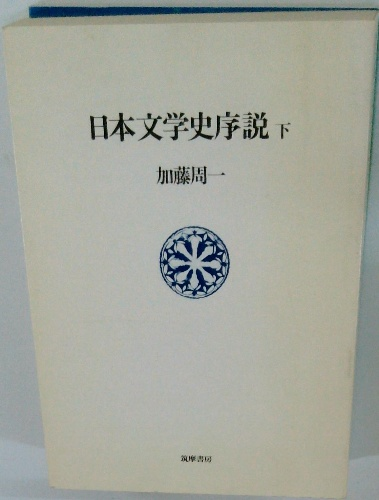 日本文学史序説 下
加藤周一
筑摩書房